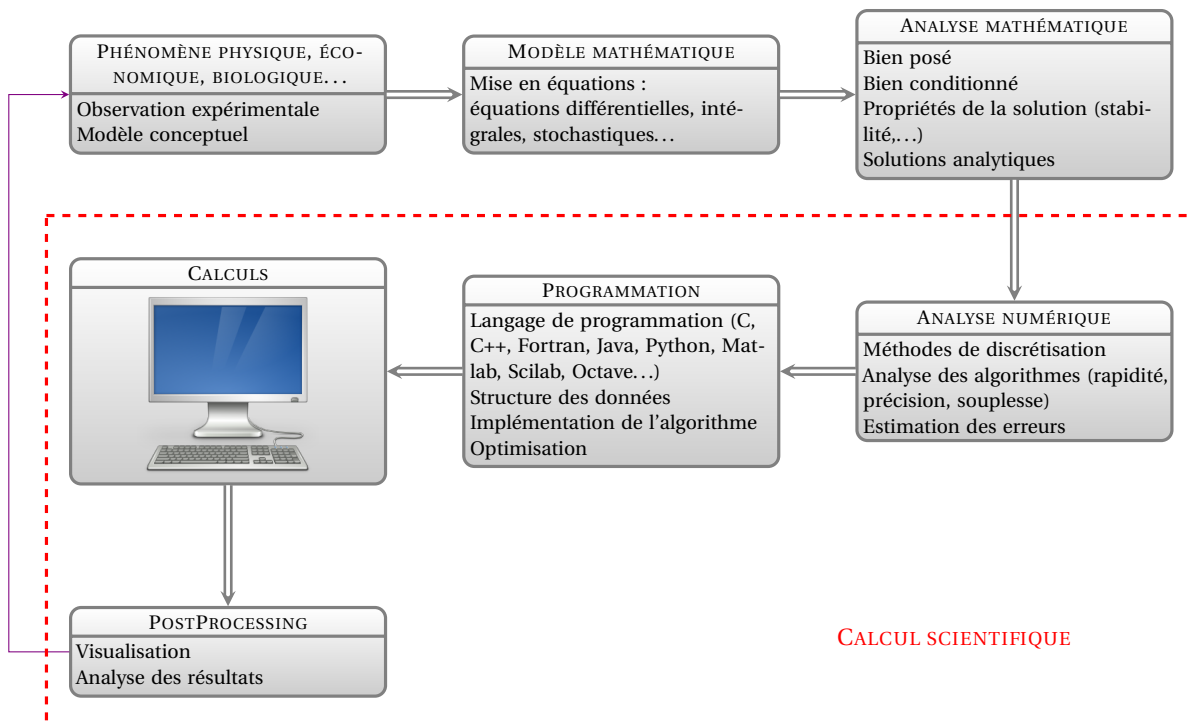 PHÉNOMÈNE PHYSIQUE, ÉCO-
NOMIQUE, BIOLOGIQUE...
Observation expérimentale
Modèle conceptuel
MODÈLE MATHÉMATIQUE
Mise en équations :
équations différentielles, inté-
grales, stochastiques...
ANALYSE MATHÉMATIQUE
Bien posé
Bien conditionné
Propriétés de la solution (stabi-
lité,...)
Solutions analytiques
ANALYSE NUMÉRIQUE
Méthodes de discrétisation
Analyse des algorithmes (rapidité,
précision, souplesse)
Estimation des erreurs
PROGRAMMATION
Langage de programmation (C,
C++, Fortran, Java, Python, Mat-
lab, Scilab, Octave...)
Structure des données
Implémentation de l'algorithme
Optimisation
CALCULS
POSTPROCESSING
Visualisation
Analyse des résultats
CALCUL SCIENTIFIQUE